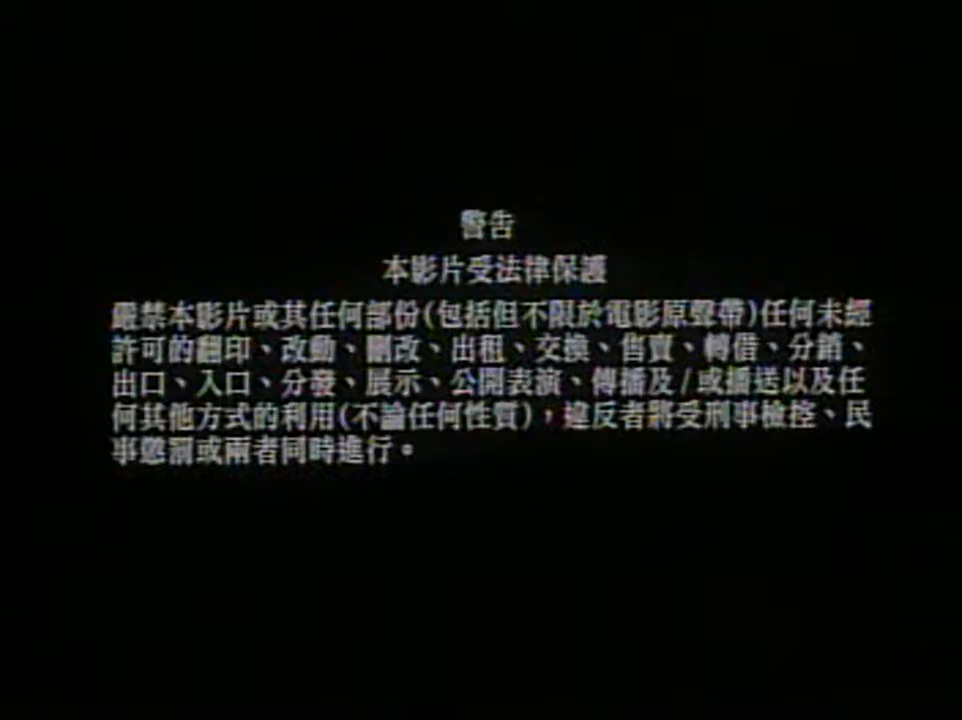 警告
本影片受法律保護
嚴禁本影片或其任何部份(包括但不限於電影原聲帶)任何未經
許可的翻印、改動、刪改、出租、交換、售賣、轉借、分銷、
出口、入口、分發、展示、公開表演、傳播及/或播送以及任
何其他方式的利用(不論任何性質)，違反者將受刑事檢控、民
事懲罰或兩者同時進行。